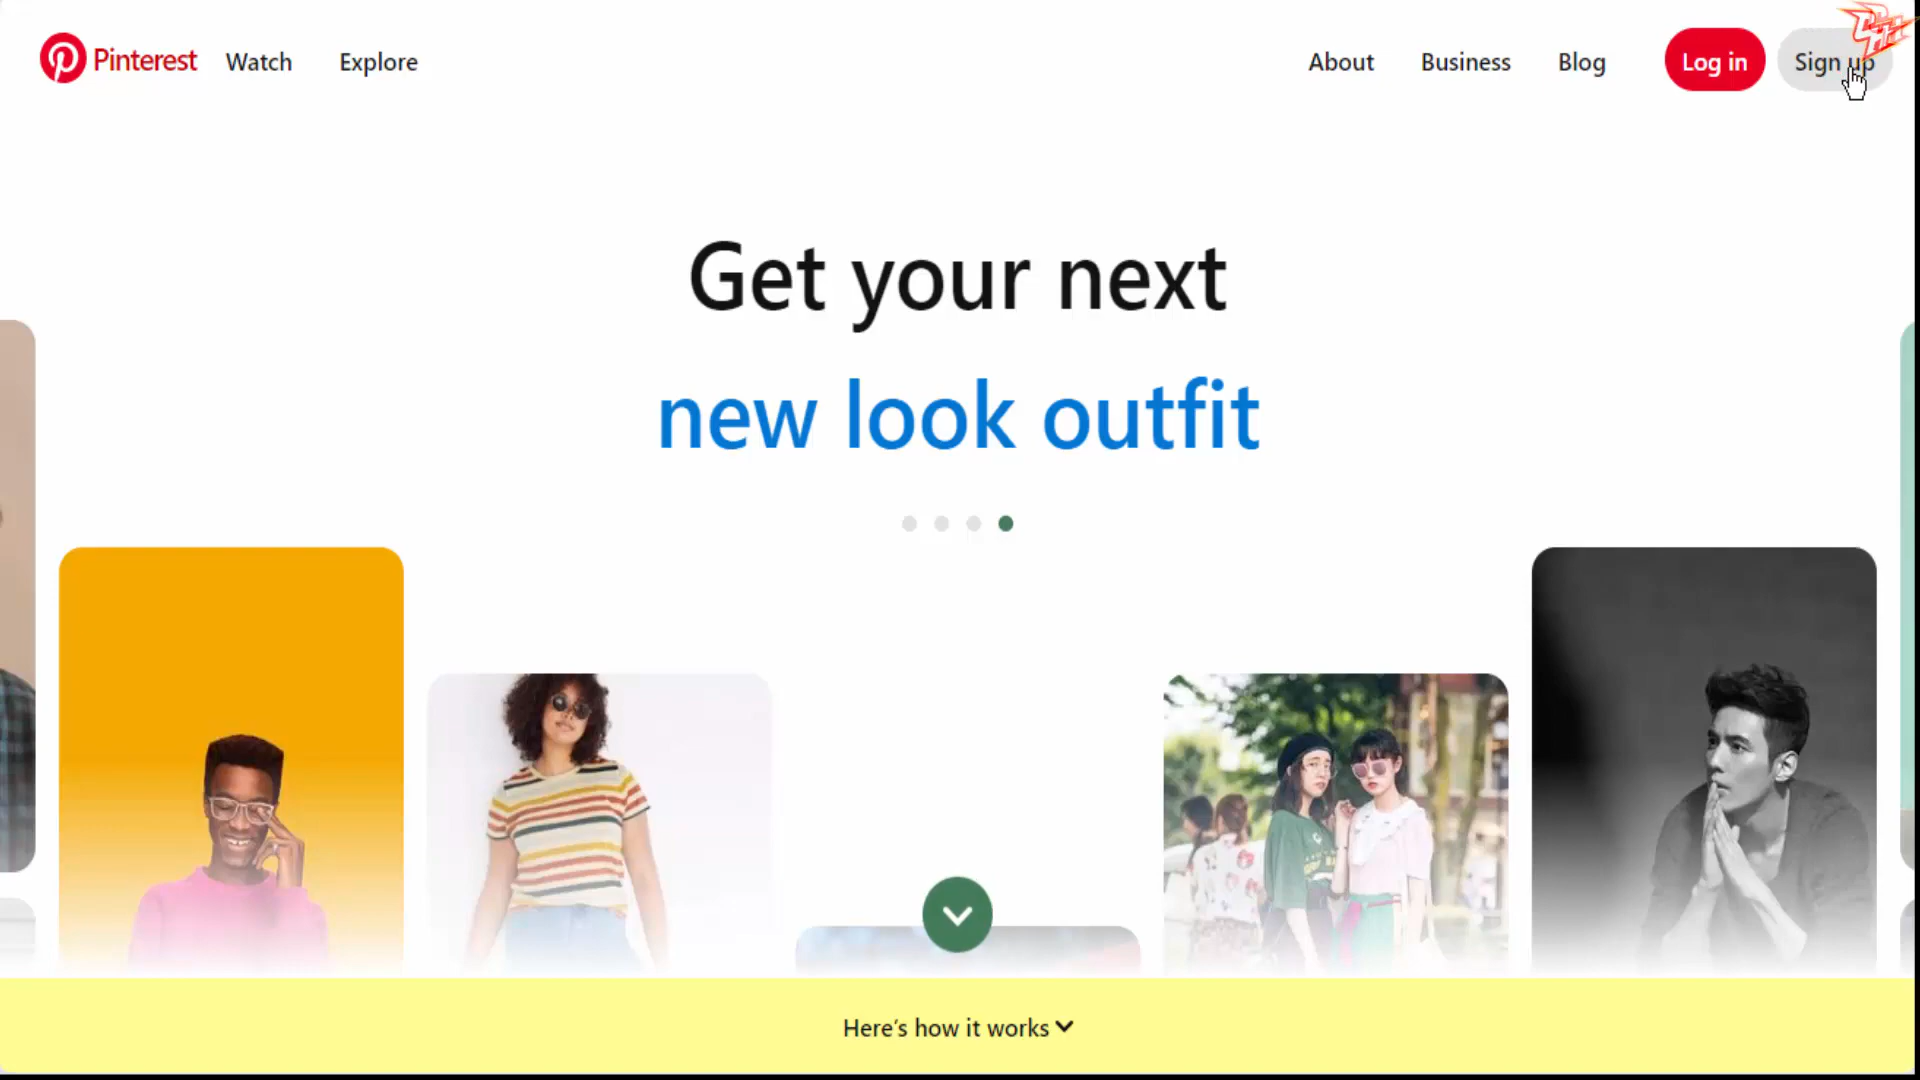 Pinterest Watch Explore About Business Blog Log in Sign up
Get your next
new look outfit
Here's how it works